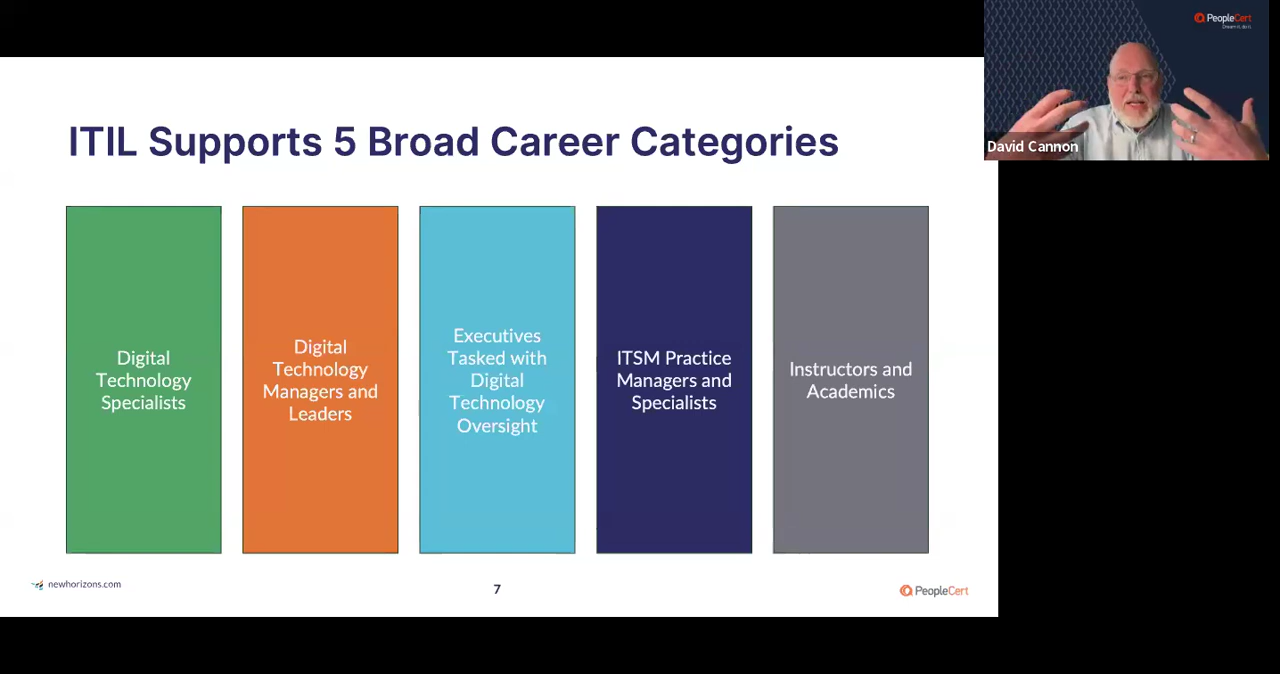 PeopleCert
ITIL Supports 5 Broad Career Categories
David Cannon
Digital
Technology
Specialists
Digital
Technology
Managers and
Leaders
Executives
Tasked with
Digital
Technology
Oversight
ITSM Practice
Managers and
Specialists
Instructors and
Academics
newhorizons.com
7
PeopleCert